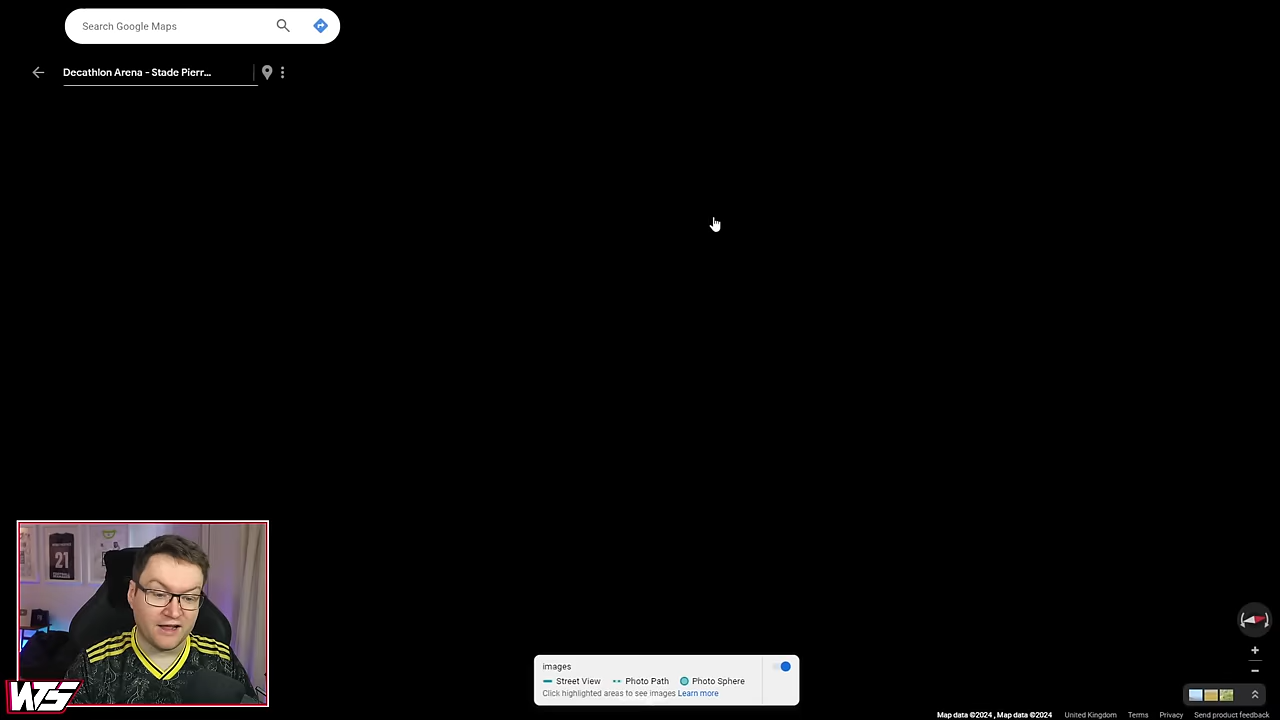 Search Google Maps
Decathlon Arena - Stade Pierr...
21
WTS
images
Street View Photo Path Photo Sphere
Click highlighted areas to see images Learn more
Map data ©2024 , Map data ©2024 United Kingdom Terms Privacy Send product feedback